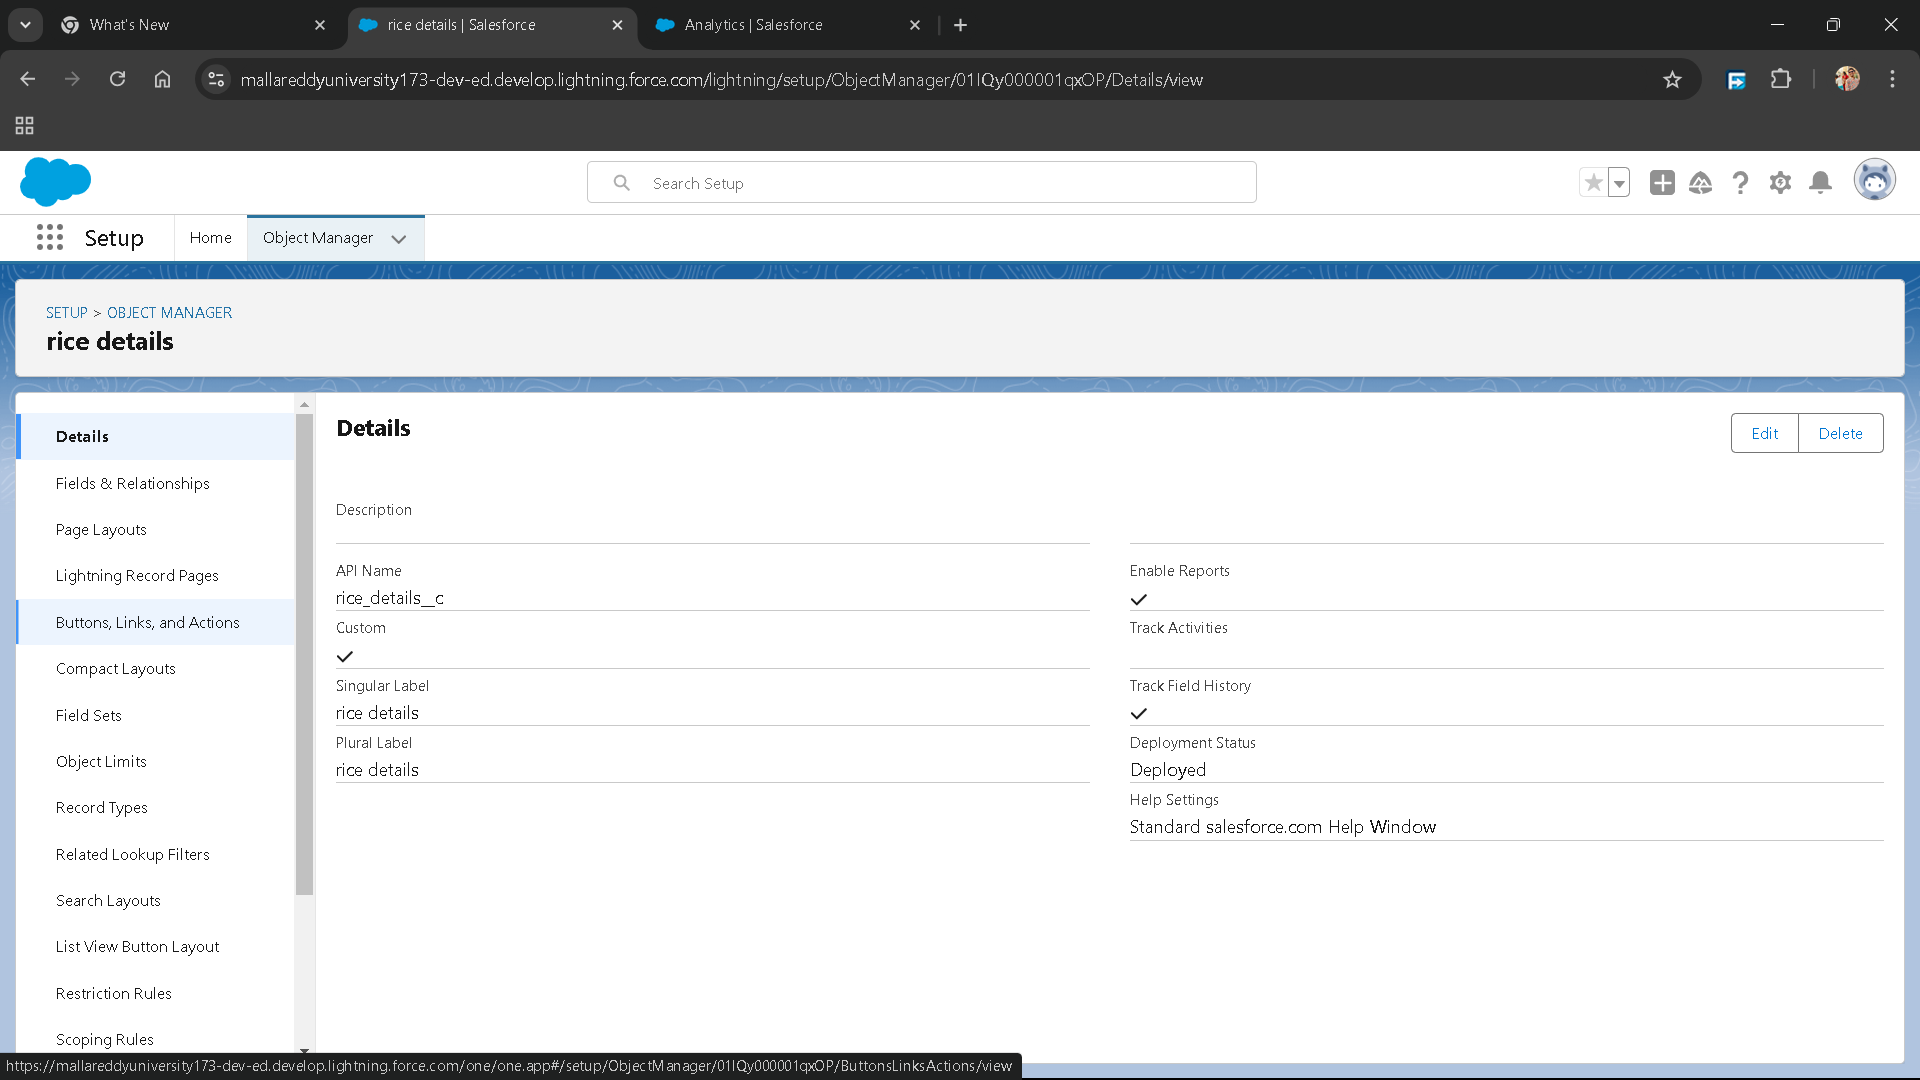 What's New
rice details | Salesforce
Analytics | Salesforce
mallareddyuniversity173-dev-ed.develop.lightning.force.com/lightning/setup/ObjectManager/01IQy000001qxOP/Details/view
Search Setup
Setup
Home
Object Manager
SETUP > OBJECT MANAGER
rice details
Details
Fields & Relationships
Page Layouts
Lightning Record Pages
Buttons, Links, and Actions
Compact Layouts
Field Sets
Object Limits
Record Types
Related Lookup Filters
Search Layouts
List View Button Layout
Restriction Rules
Scoping Rules
Details
Edit
Delete
Description
API Name
rice_details__c
Custom
Singular Label
rice details
Plural Label
rice details
Enable Reports
Track Activities
Track Field History
Deployment Status
Deployed
Help Settings
Standard salesforce.com Help Window
https://mallareddyuniversity173-dev-ed.develop.lightning.force.com/one/one.app#/setup/ObjectManager/01IQy000001qxOP/ButtonsLinksActions/view